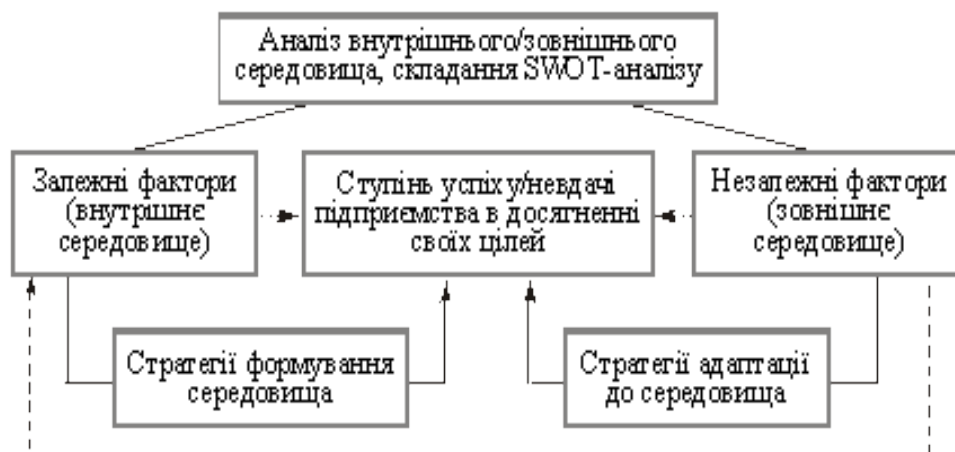 Аналіз внутрішнього/зовнішнього
середовища, складання SWOT-аналізу
Залежні фактори
(внутрішнє
середовище)
Ступінь успіху/невдачі
підприємства в досягненні
своїх цілей
Незалежні фактори
(зовнішнє
середовище)
Стратегії формування
середовища
Стратегії адаптації
до середовища